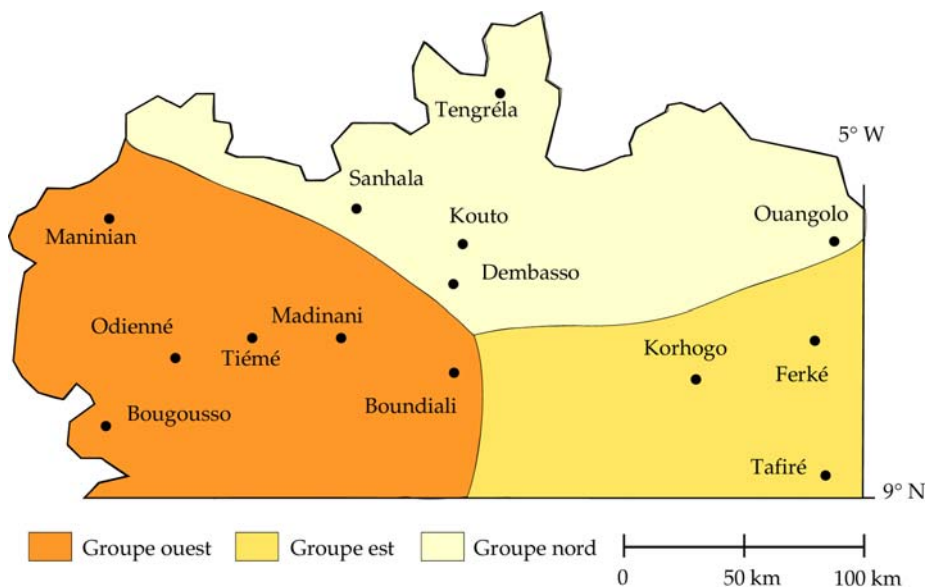 Tengréla
5° W
Sanhala
Kouto
Ouangolo
Maninian
Dembasso
Odienné
Madinani
Tiémé
Korhogo
Ferké
Boundiali
Bougousso
Tafiré
9° N
Groupe ouest
Groupe est
Groupe nord
0
50 km
100 km